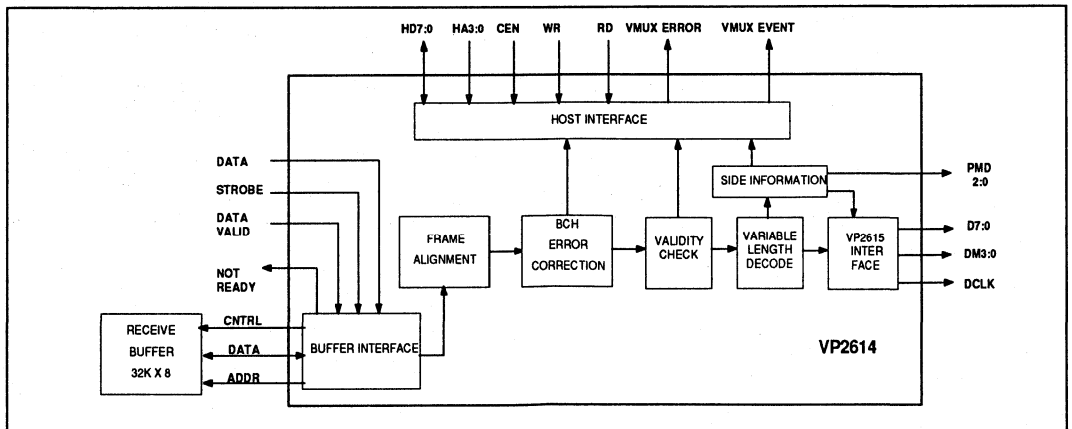 HD7:0 HA3:0 CEN WR RD VMUX ERROR VMUX EVENT
HOST INTERFACE
DATA
STROBE
DATA
VALID
NOT
READY
SIDE INFORMATION
PMD
2:0
FRAME
ALIGNMENT
BCH
ERROR
CORRECTION
VALIDITY
CHECK
VARIABLE
LENGTH
DECODE
VP2615
INTER
FACE
D7:0
DM3:0
DCLK
RECEIVE
BUFFER
32K X 8
CNTRL
DATA
ADDR
BUFFER INTERFACE
VP2614